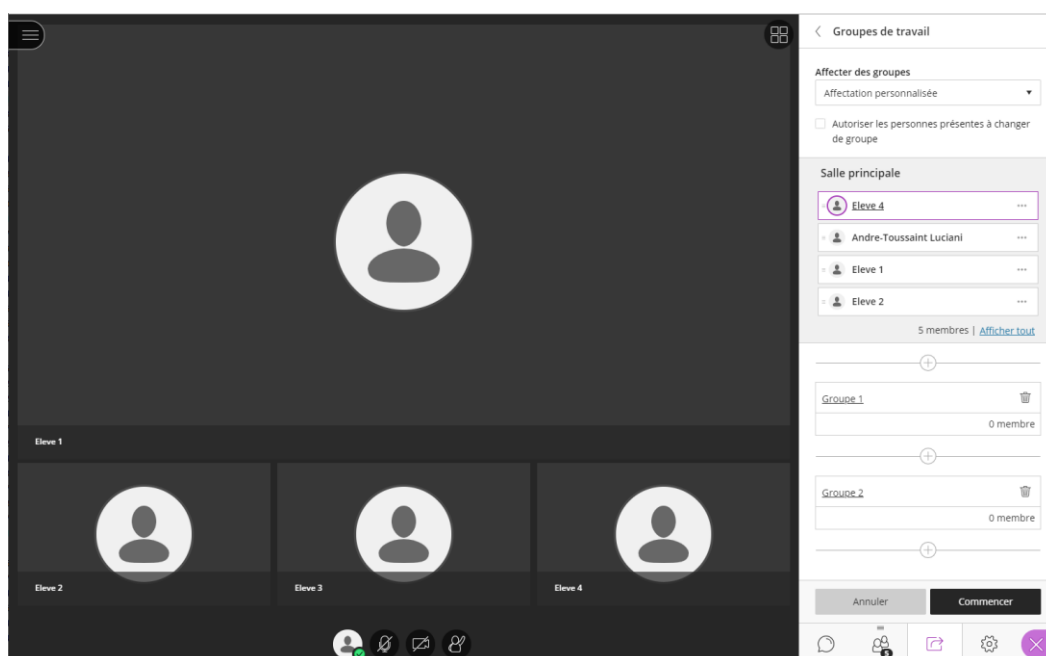 Groupes de travail
Affecter des groupes
Affectation personnalisée
Autoriser les personnes présentes à changer
de groupe
Salle principale
Eleve 4
Andre-Toussaint Luciani
Eleve 1
Eleve 2
5 membres | Afficher tout
Groupe 1
0 membre
Groupe 2
0 membre
Annuler
Commencer
5
Eleve 1
Eleve 2
Eleve 3
Eleve 4